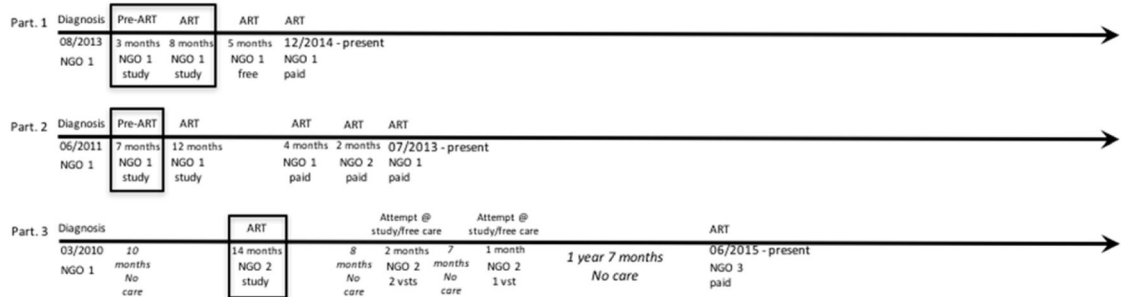 Part. 1 Diagnosis Pre-ART ART ART ART
08/2013 3 months 8 months 5 months 12/2014 - present
NGO 1 NGO 1 NGO 1 NGO 1 NGO 1
study study free paid
Part. 2 Diagnosis Pre-ART ART ART ART ART
06/2011 7 months 12 months 4 months 2 months 07/2013 - present
NGO 1 NGO 1 NGO 1 NGO 1 NGO 2 NGO 1
study study paid paid paid
Attempt @ Attempt @
Part. 3 Diagnosis ART study/free care study/free care ART
03/2010 10 14 months 8 2 months 7 1 month 1 year 7 months 06/2015 - present
NGO 1 months NGO 2 months NGO 2 months NGO 2 No care NGO 3
No study No 2 vsts No 1 vst paid
care care care